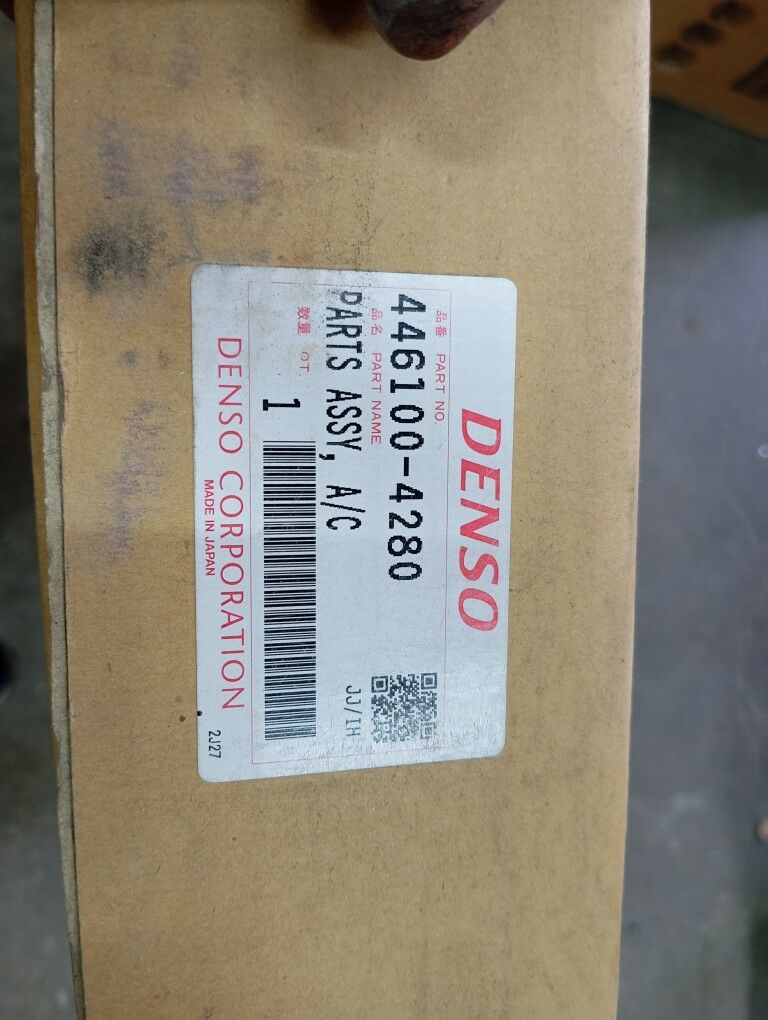 DENSO
品番 PART NO.
446100-4280
品名 PART NAME
PARTS ASSY, A/C
数量 QT.
1
JJ/IH
DENSO CORPORATION
MADE IN JAPAN
2J27